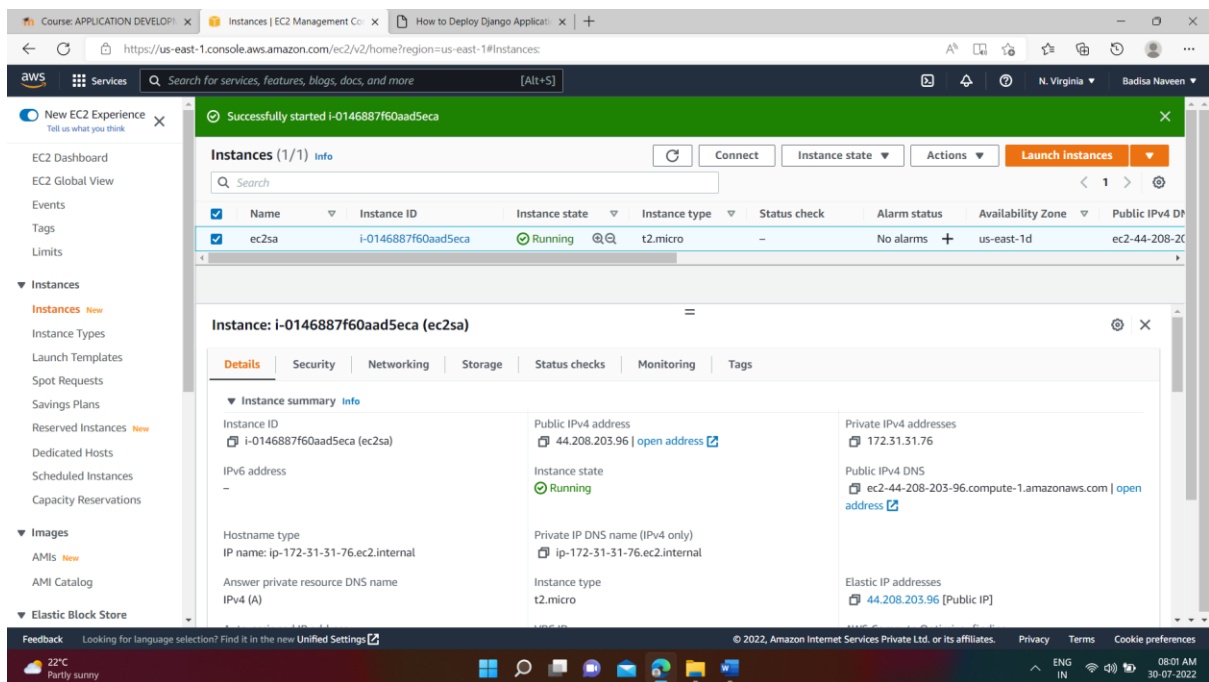 Course: APPLICATION DEVELOPM
Instances | EC2 Management Co
How to Deploy Django Applicati
https://us-east-1.console.aws.amazon.com/ec2/v2/home?region=us-east-1#Instances:
aws
Services
Search for services, features, blogs, docs, and more
[Alt+S]
N. Virginia
Badisa Naveen
New EC2 Experience
Tell us what you think
EC2 Dashboard
EC2 Global View
Events
Tags
Limits
Instances
Instances New
Instance Types
Launch Templates
Spot Requests
Savings Plans
Reserved Instances New
Dedicated Hosts
Scheduled Instances
Capacity Reservations
Images
AMIs New
AMI Catalog
Elastic Block Store
Successfully started i-0146887f60aad5eca
Instances (1/1) Info
Connect
Instance state
Actions
Launch instances
Search
1
Name Instance ID Instance state Instance type Status check Alarm status Availability Zone Public IPv4 DN
ec2sa i-0146887f60aad5eca Running t2.micro – No alarms + us-east-1d ec2-44-208-20
Instance: i-0146887f60aad5eca (ec2sa)
Details Security Networking Storage Status checks Monitoring Tags
Instance summary Info
Instance ID
i-0146887f60aad5eca (ec2sa)
Public IPv4 address
44.208.203.96 | open address
Private IPv4 addresses
172.31.31.76
IPv6 address
–
Instance state
Running
Public IPv4 DNS
ec2-44-208-203-96.compute-1.amazonaws.com | open
address
Hostname type
IP name: ip-172-31-31-76.ec2.internal
Private IP DNS name (IPv4 only)
ip-172-31-31-76.ec2.internal
Answer private resource DNS name
IPv4 (A)
Instance type
t2.micro
Elastic IP addresses
44.208.203.96 [Public IP]
Feedback
Looking for language selection? Find it in the new Unified Settings
© 2022, Amazon Internet Services Private Ltd. or its affiliates.
Privacy
Terms
Cookie preferences
22°C
Partly sunny
ENG
IN
08:01 AM
30-07-2022